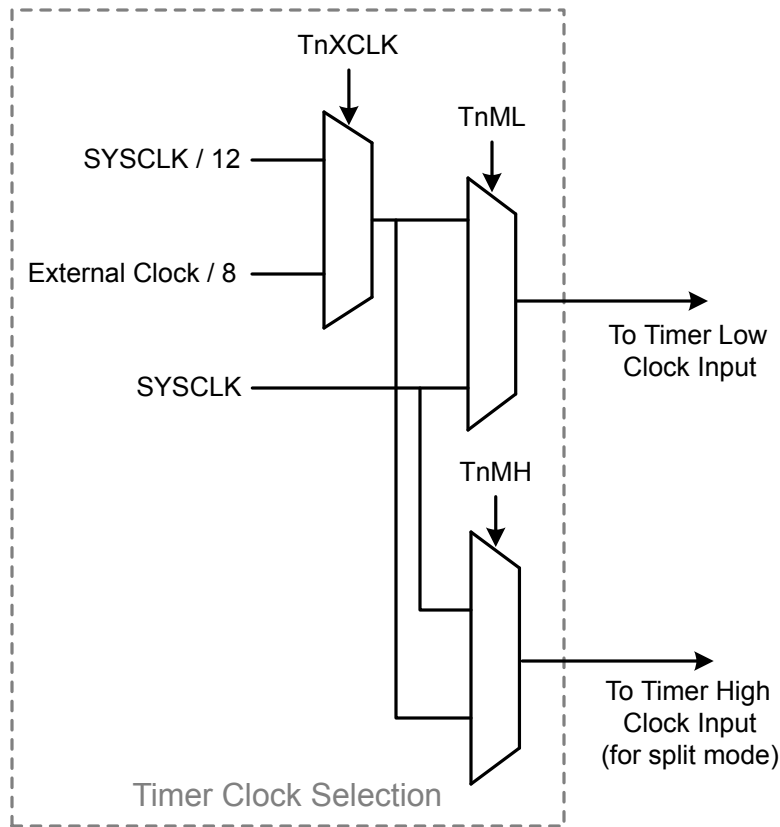 TnXCLK
TnML
SYSCLK / 12
External Clock / 8
To Timer Low
Clock Input
SYSCLK
TnMH
To Timer High
Clock Input
(for split mode)
Timer Clock Selection